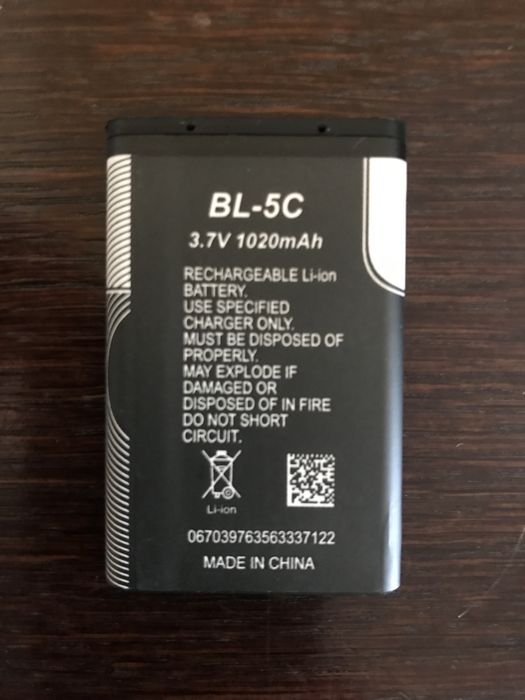 BL-5C
3.7V 1020mAh
RECHARGEABLE Li-ion
BATTERY.
USE SPECIFIED
CHARGER ONLY.
MUST BE DISPOSED OF
PROPERLY.
MAY EXPLODE IF
DAMAGED OR
DISPOSED OF IN FIRE
DO NOT SHORT
CIRCUIT.
Li-ion
067039763563337122
MADE IN CHINA